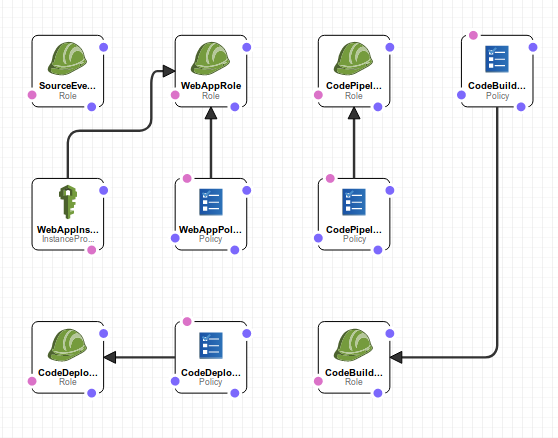 SourceEve...
Role
WebAppRole
Role
CodePipel...
Role
CodeBuild...
Policy
WebAppIns...
InstancePro...
WebAppPol...
Policy
CodePipel...
Policy
CodeDeplo...
Role
CodeDeplo...
Policy
CodeBuild...
Role